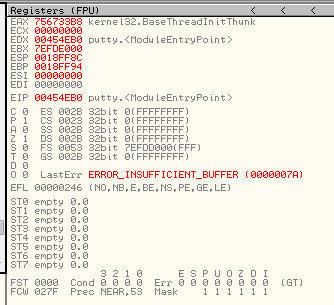 Registers (FPU) < < <
EAX 756733B8 kernel32.BaseThreadInitThunk
ECX 00000000
EDX 00454EB0 putty.<ModuleEntryPoint>
EBX 7EFDE000
ESP 0018FF8C
EBP 0018FF94
ESI 00000000
EDI 00000000
EIP 00454EB0 putty.<ModuleEntryPoint>
C 0 ES 002B 32bit 0(FFFFFFFF)
P 1 CS 0023 32bit 0(FFFFFFFF)
A 0 SS 002B 32bit 0(FFFFFFFF)
Z 1 DS 002B 32bit 0(FFFFFFFF)
S 0 FS 0053 32bit 7EFDD000(FFF)
T 0 GS 002B 32bit 0(FFFFFFFF)
D 0
O 0 LastErr ERROR_INSUFFICIENT_BUFFER (0000007A)
EFL 00000246 (NO,NB,E,BE,NS,PE,GE,LE)
ST0 empty 0.0
ST1 empty 0.0
ST2 empty 0.0
ST3 empty 0.0
ST4 empty 0.0
ST5 empty 0.0
ST6 empty 0.0
ST7 empty 0.0
3 2 1 0 E S P U O Z D I
FST 0000 Cond 0 0 0 0 Err 0 0 0 0 0 0 0 0 (GT)
FCW 027F Prec NEAR,53 Mask 1 1 1 1 1 1